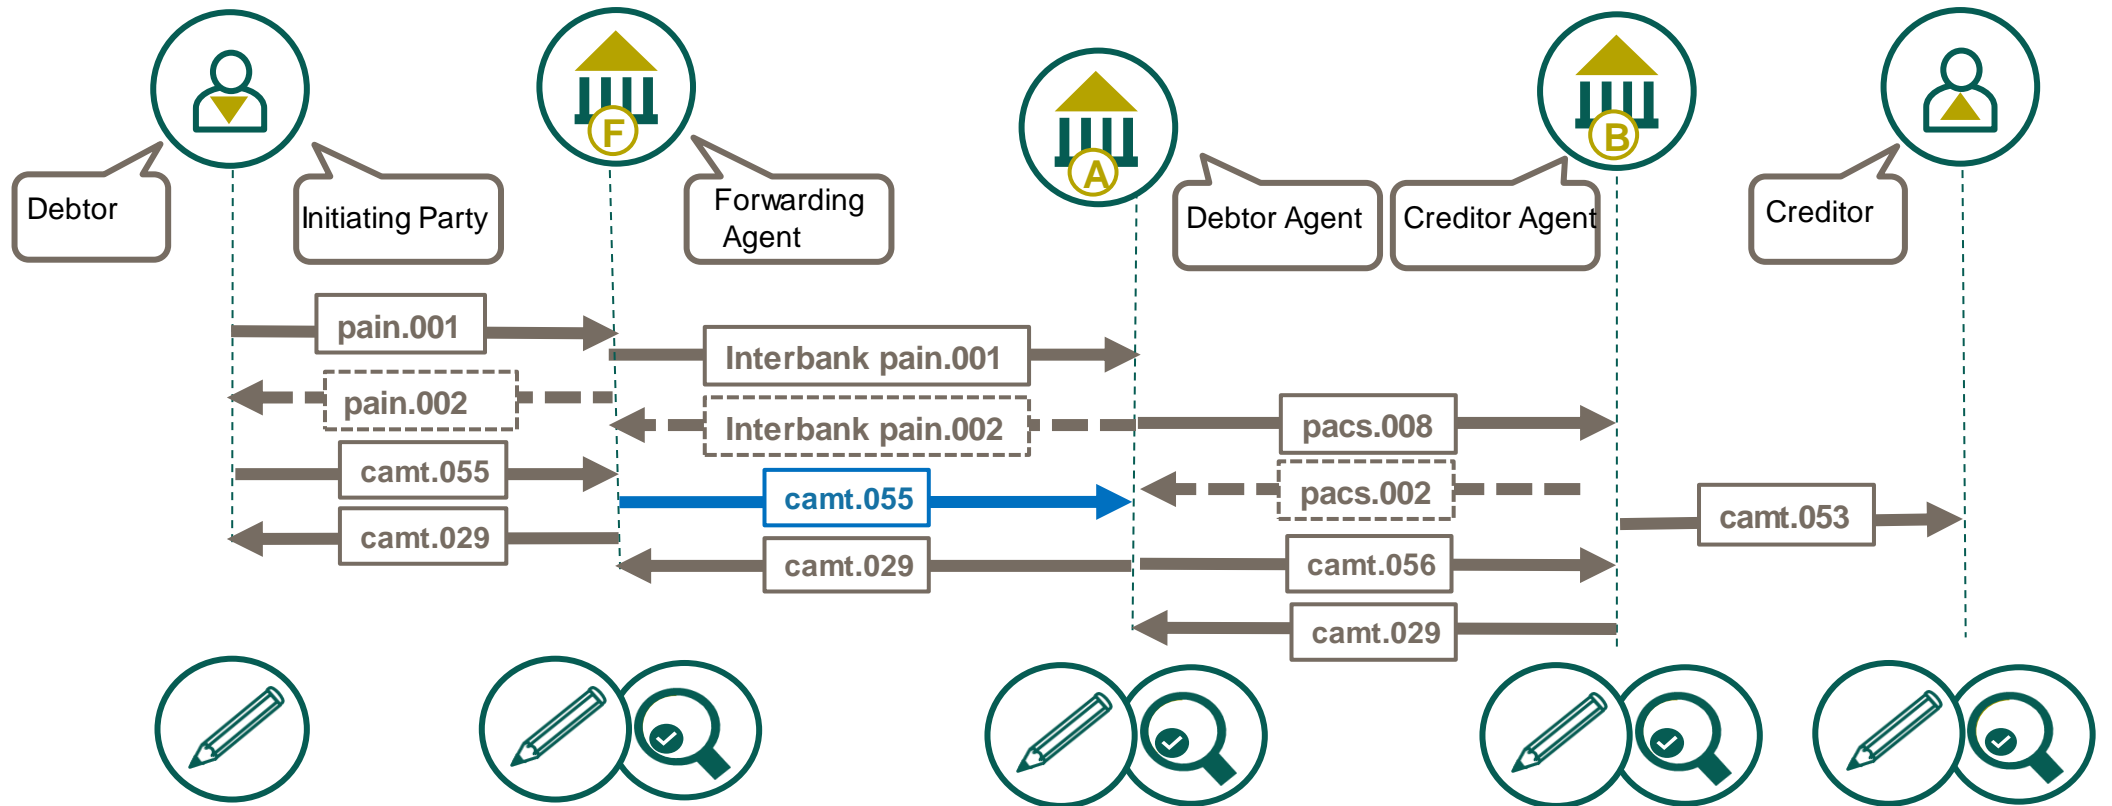 F
A
B
Debtor
Initiating Party
Forwarding
Agent
Debtor Agent
Creditor Agent
Creditor
pain.001
Interbank pain.001
pain.002
Interbank pain.002
pacs.008
camt.055
camt.055
pacs.002
camt.053
camt.029
camt.029
camt.056
camt.029